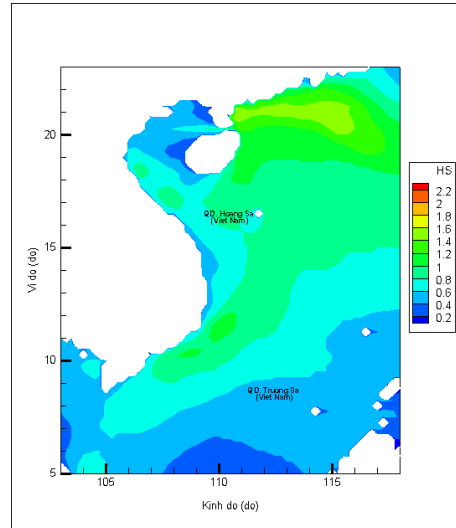 HS
2.2
2
1.8
1.6
1.4
1.2
1
0.8
0.6
0.4
0.2
20
15
10
5
Vi do (do)
QD. Hoang Sa
(Viet Nam)
QD. Truong Sa
(Viet Nam)
105
110
115
Kinh do (do)